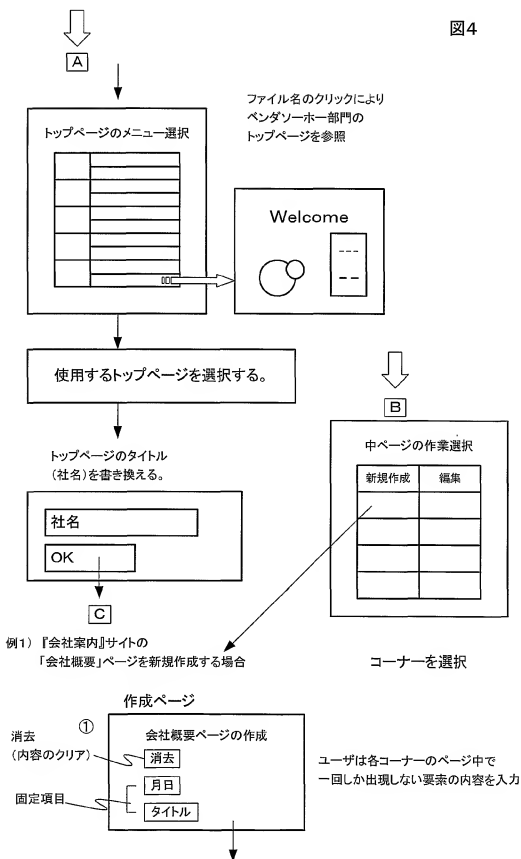 図4
A
ファイル名のクリックにより
ベンダソーホー部門の
トップページを参照
トップページのメニュー選択
Welcome
使用するトップページを選択する。
B
トップページのタイトル
(社名)を書き換える。
中ページの作業選択
新規作成 編集
社名
OK
C
例1) 『会社案内』サイトの
「会社概要」ページを新規作成する場合
コーナーを選択
作成ページ
①
消去
(内容のクリア)
会社概要ページの作成
消去
月日
固定項目
タイトル
ユーザは各コーナーのページ中で
一回しか出現しない要素の内容を入力